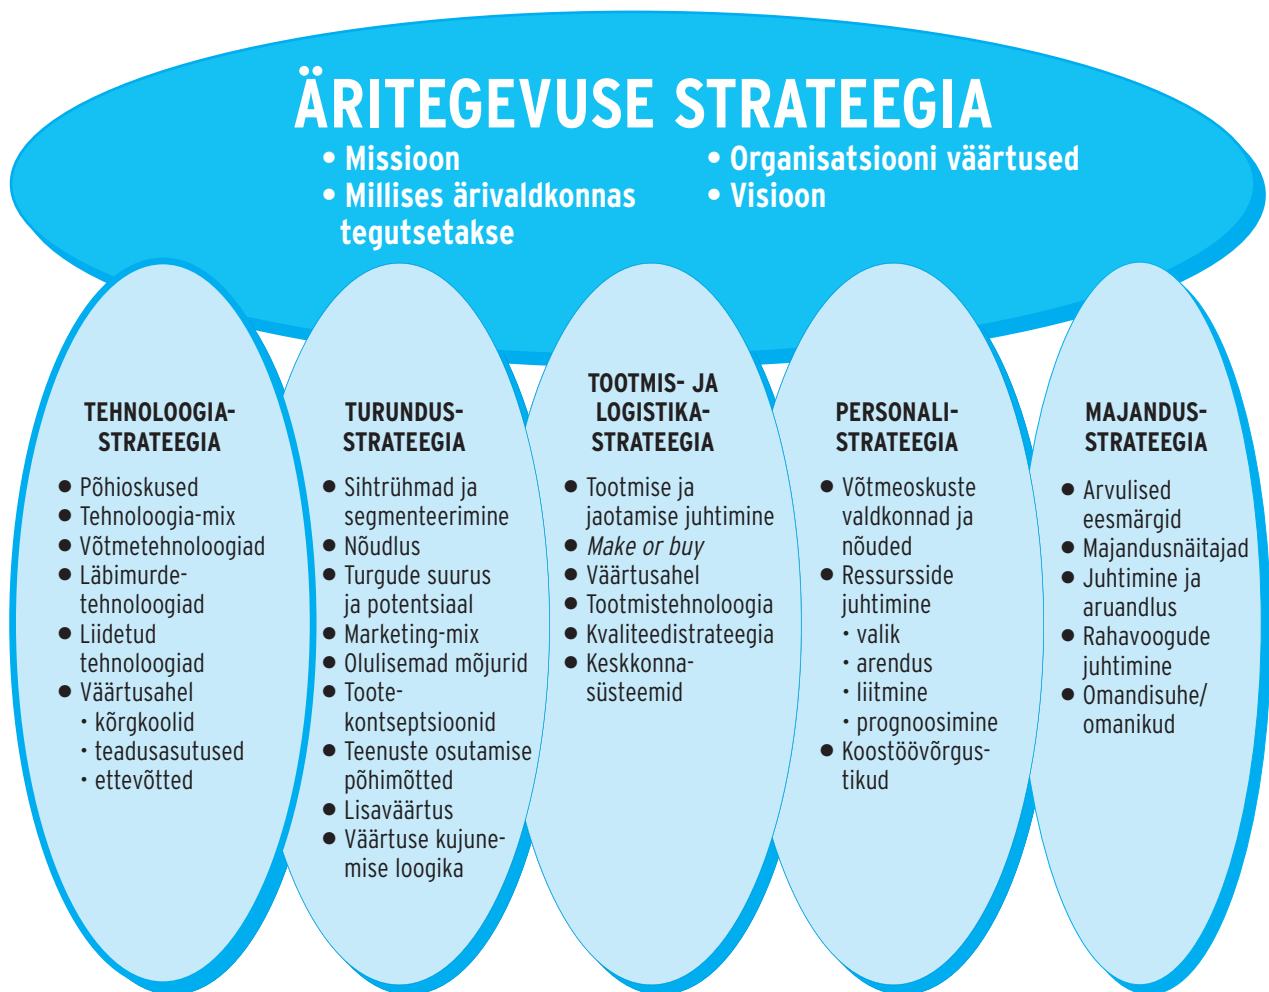 ÄRITEGEVUSE STRATEEGIA
• Missioon
• Millises ärivaldkonnas
tegutsetakse
• Organisatsiooni väärtused
• Visioon
TEHNOLOOGIA-
STRATEEGIA
● Põhioskused
● Tehnoloogia-mix
● Võtmetehnoloogiad
● Läbimurde-
tehnoloogiad
● Liidetud
tehnoloogiad
● Väärtusahel
· kõrgkoolid
· teadusasutused
· ettevõtted
TURUNDUS-
STRATEEGIA
● Sihtrühmad ja
segmenteerimine
● Nõudlus
● Turgude suurus
ja potentsiaal
● Marketing-mix
● Olulisemad mõjurid
● Toote-
kontseptsioonid
● Teenuste osutamise
põhimõtted
● Lisaväärtus
● Väärtuse kujune-
mise loogika
TOOTMIS- JA
LOGISTIKA-
STRATEEGIA
● Tootmise ja
jaotamise juhtimine
● Make or buy
● Väärtusahel
● Tootmistehnoloogia
● Kvaliteedistrateegia
● Keskkonna-
süsteemid
PERSONALI-
STRATEEGIA
● Võtmeoskuste
valdkonnad ja
nõuded
● Ressursside
juhtimine
· valik
· arendus
· liitmine
· prognoosimine
● Koostöövõrgus-
tikud
MAJANDUS-
STRATEEGIA
● Arvulised
eesmärgid
● Majandusnäitajad
● Juhtimine ja
aruandlus
● Rahavoogude
juhtimine
● Omandisuhe/
omanikud